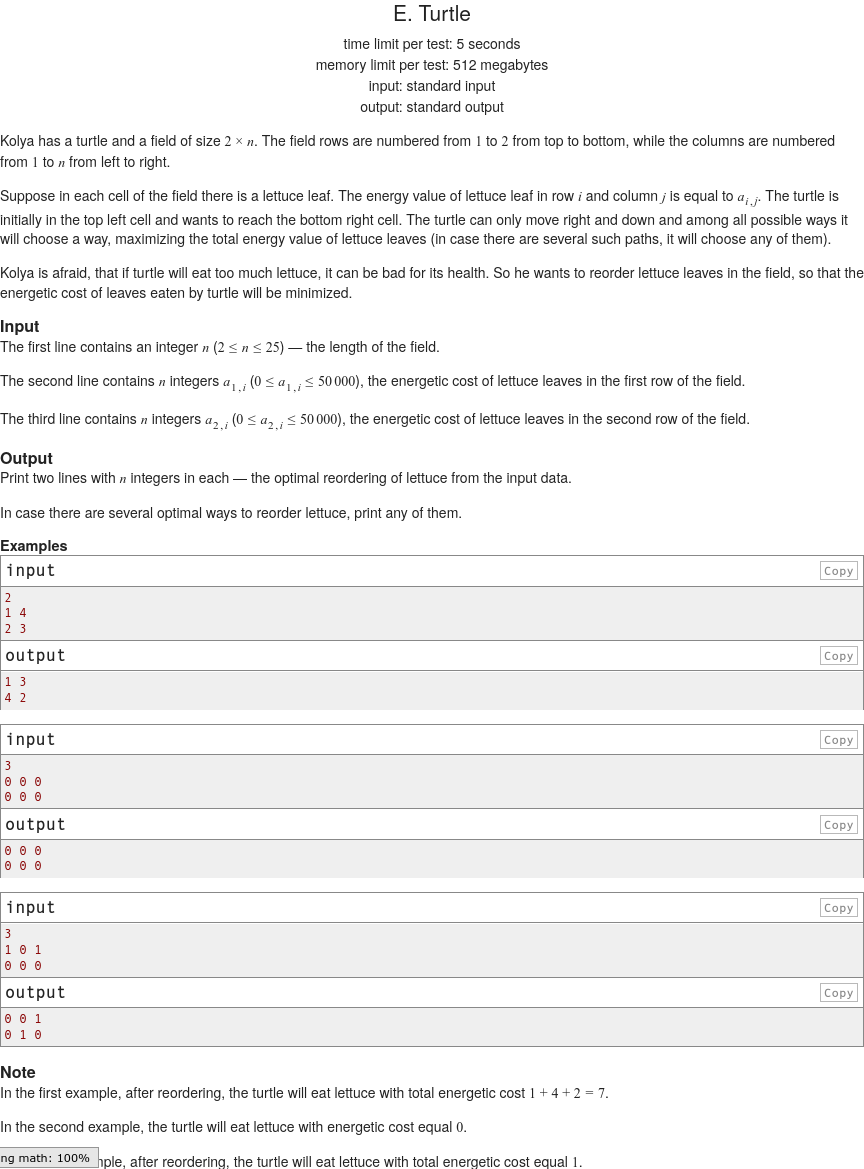 E. Turtle
time limit per test: 5 seconds
memory limit per test: 512 megabytes
input: standard input
output: standard output
Kolya has a turtle and a field of size 2 × n. The field rows are numbered from 1 to 2 from top to bottom, while the columns are numbered
from 1 to n from left to right.
Suppose in each cell of the field there is a lettuce leaf. The energy value of lettuce leaf in row i and column j is equal to a_{i, j}. The turtle is
initially in the top left cell and wants to reach the bottom right cell. The turtle can only move right and down and among all possible ways it
will choose a way, maximizing the total energy value of lettuce leaves (in case there are several such paths, it will choose any of them).
Kolya is afraid, that if turtle will eat too much lettuce, it can be bad for its health. So he wants to reorder lettuce leaves in the field, so that the
energetic cost of leaves eaten by turtle will be minimized.
Input
The first line contains an integer n (2 ≤ n ≤ 25) — the length of the field.
The second line contains n integers a_{1, i} (0 ≤ a_{1, i} ≤ 50 000), the energetic cost of lettuce leaves in the first row of the field.
The third line contains n integers a_{2, i} (0 ≤ a_{2, i} ≤ 50 000), the energetic cost of lettuce leaves in the second row of the field.
Output
Print two lines with n integers in each — the optimal reordering of lettuce from the input data.
In case there are several optimal ways to reorder lettuce, print any of them.
Examples
input Copy
2
1 4
2 3
output Copy
1 3
4 2
input Copy
3
0 0 0
0 0 0
output Copy
0 0 0
0 0 0
input Copy
3
1 0 1
0 0 0
output Copy
0 0 1
0 1 0
Note
In the first example, after reordering, the turtle will eat lettuce with total energetic cost 1 + 4 + 2 = 7.
In the second example, the turtle will eat lettuce with energetic cost equal 0.
ng math: 100% mple, after reordering, the turtle will eat lettuce with total energetic cost equal 1.